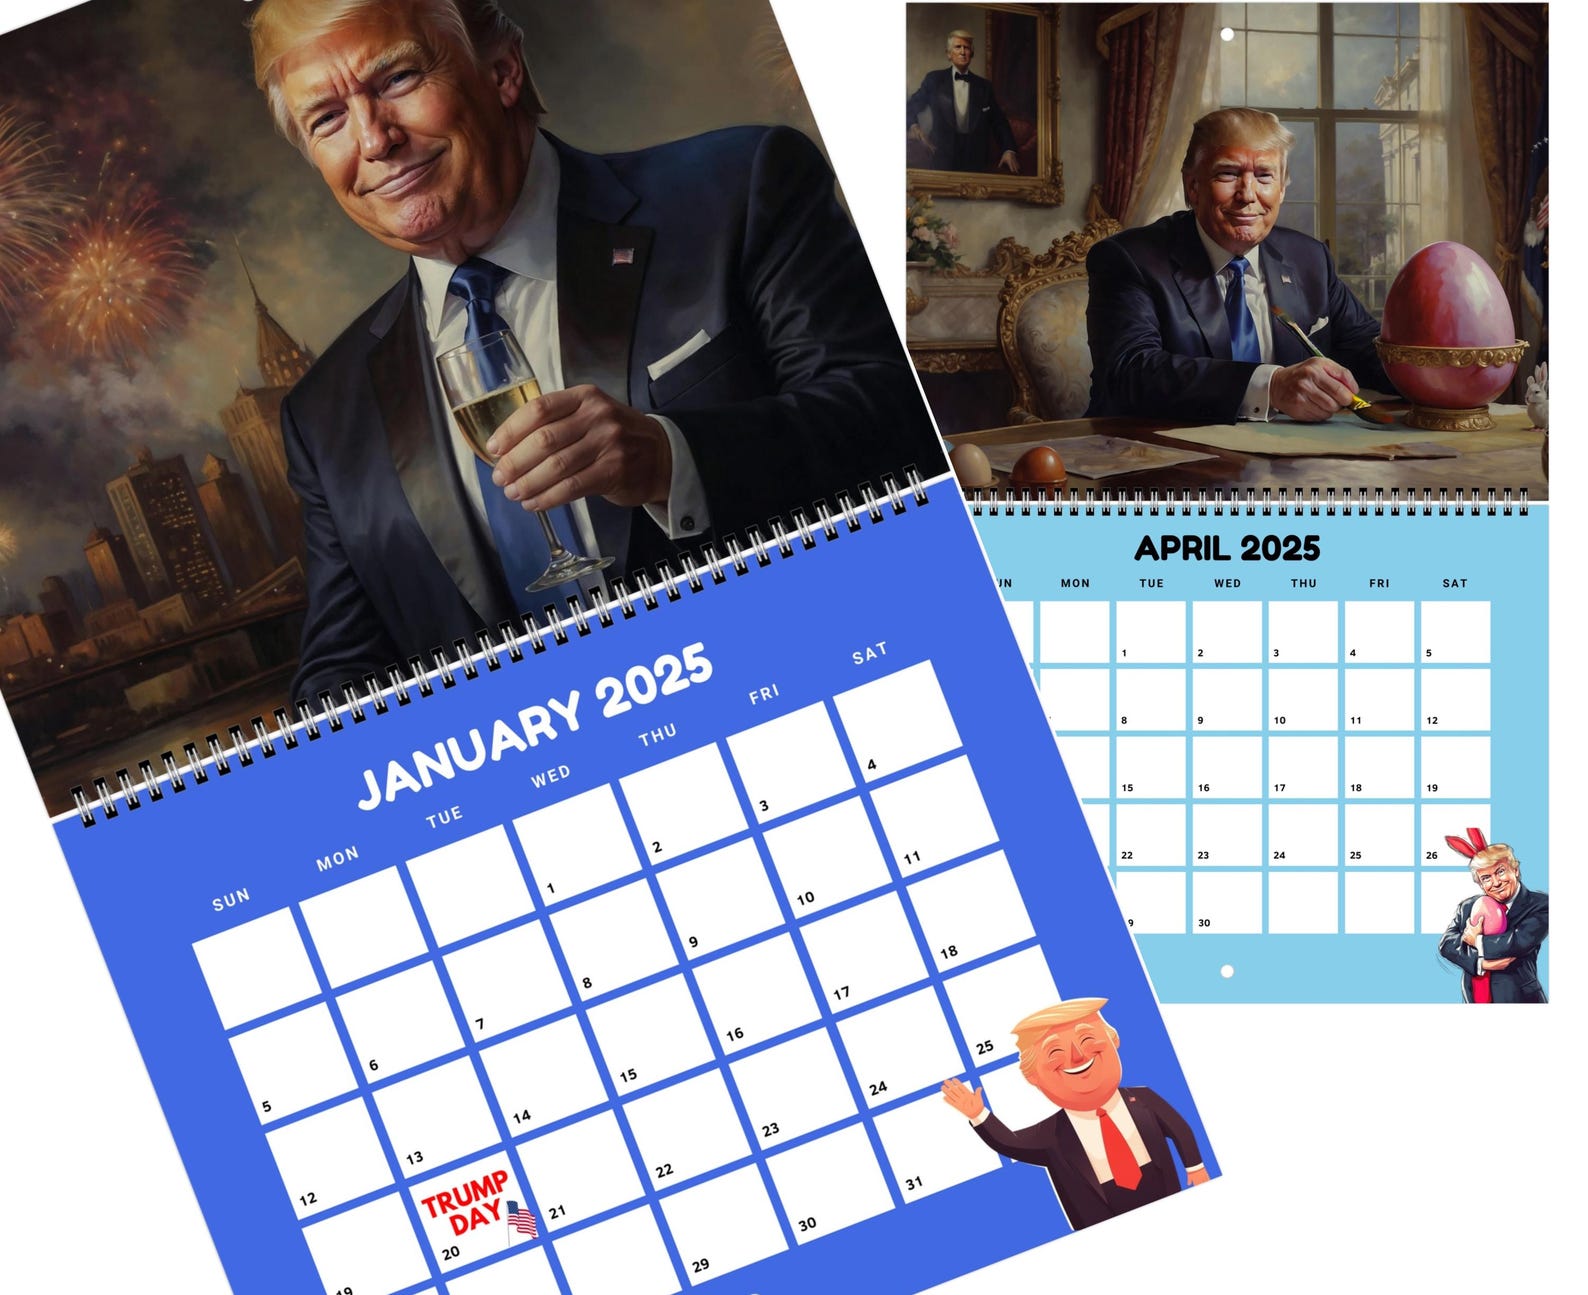 JANUARY 2025
SUN MON TUE WED THU FRI SAT
1 2 3 4
5 6 7 8 9 10 11
12 13 14 15 16 17 18
TRUMP
DAY
19 20 21 22 23 24 25
29 30 31
APRIL 2025
UN MON TUE WED THU FRI SAT
1 2 3 4 5
8 9 10 11 12
15 16 17 18 19
22 23 24 25 26
9 30